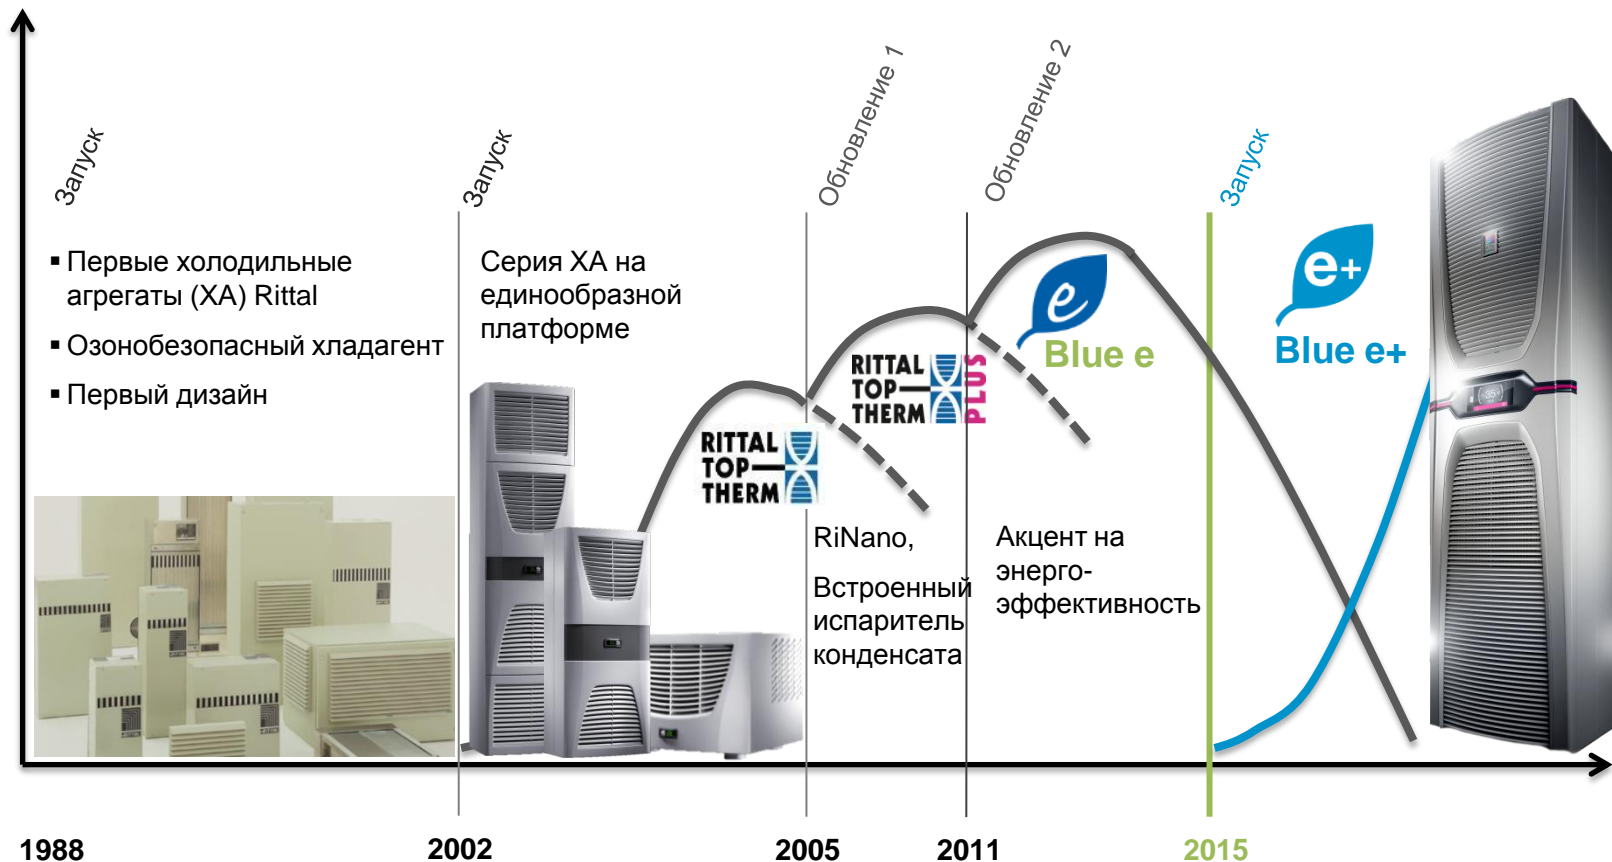 Запуск
Запуск
Обновление 1
Обновление 2
Запуск
▪ Первые холодильные
агрегаты (ХА) Rittal
▪ Озонобезопасный хладагент
▪ Первый дизайн
Серия ХА на
единообразной
платформе
RITTAL
TOP
THERM
RITTAL
TOP
THERM
PLUS
e
Blue e
e+
Blue e+
RiNano,
Встроенный
испаритель
конденсата
Акцент на
энерго-
эффективность
1988
2002
2005
2011
2015